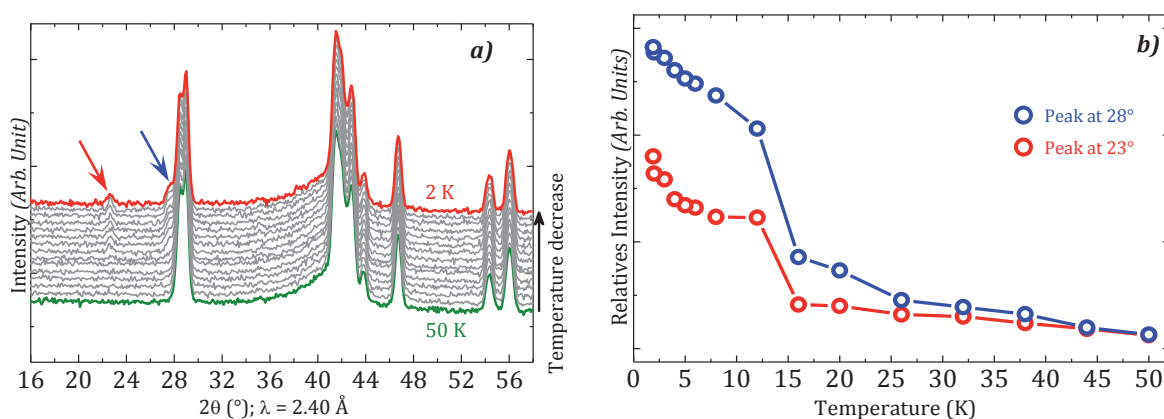 a)
Intensity (Arb. Unit)
2 K
50 K
Temperature decrease
16 20 24 28 32 36 40 44 48 52 56
2θ (°); λ = 2.40 Å
b)
Relatives Intensity (Arb. Units)
Peak at 28°
Peak at 23°
0 5 10 15 20 25 30 35 40 45 50
Temperature (K)